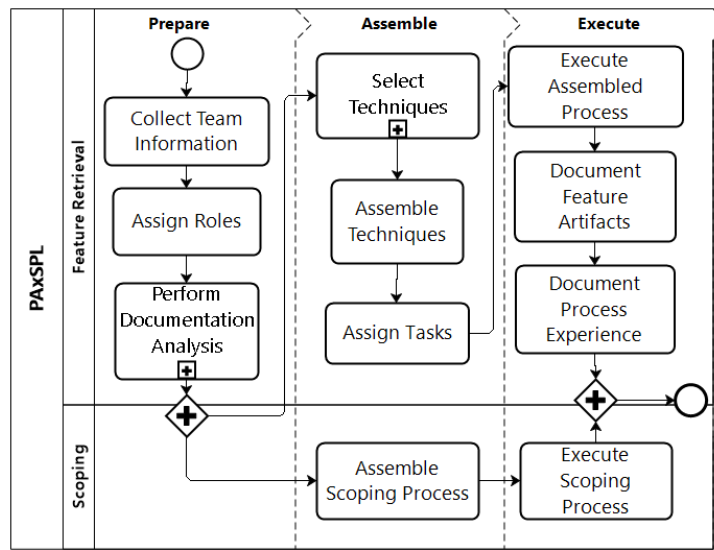 Prepare
Assemble
Execute
PAxSPL
Feature Retrieval
Collect Team
Information
Assign Roles
Perform
Documentation
Analysis
Select
Techniques
Assemble
Techniques
Assign Tasks
Execute
Assembled
Process
Document
Feature
Artifacts
Document
Process
Experience
Scoping
Assemble
Scoping Process
Execute
Scoping
Process